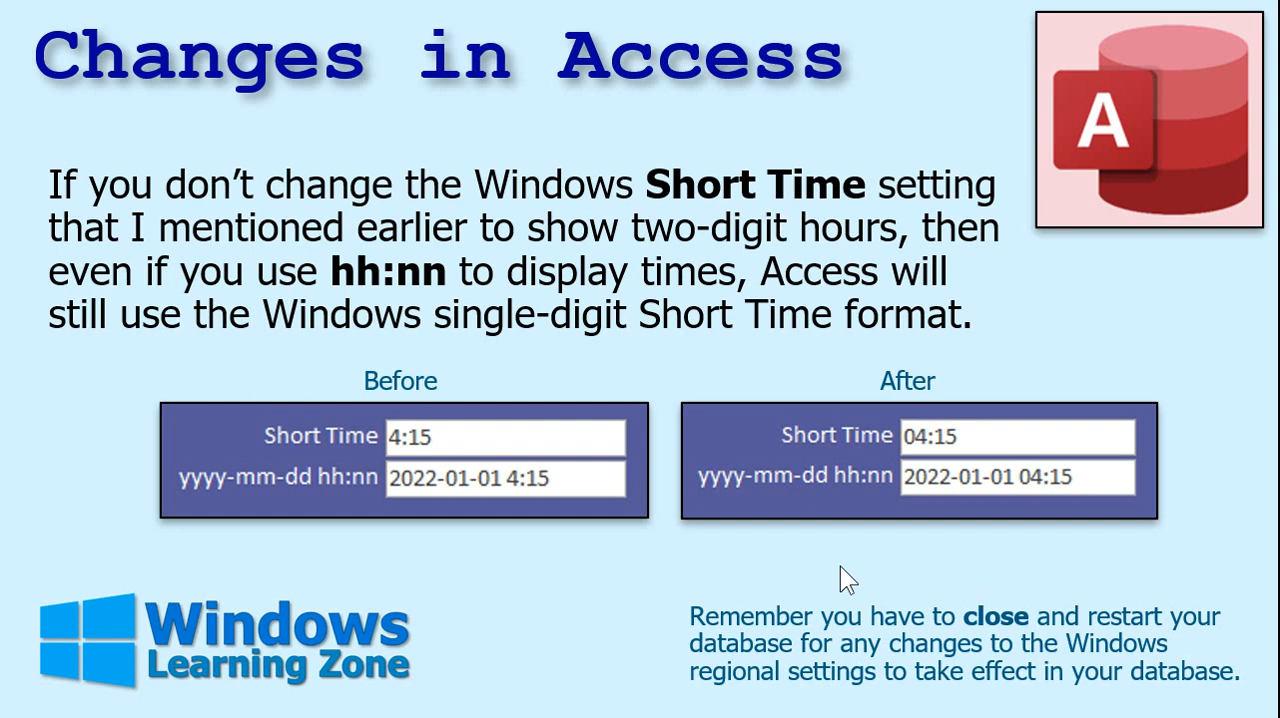 Changes in Access
A
If you don't change the Windows Short Time setting
that I mentioned earlier to show two-digit hours, then
even if you use hh:nn to display times, Access will
still use the Windows single-digit Short Time format.
Before
Short Time 4:15
yyyy-mm-dd hh:nn 2022-01-01 4:15
After
Short Time 04:15
yyyy-mm-dd hh:nn 2022-01-01 04:15
Windows
Learning Zone
Remember you have to close and restart your
database for any changes to the Windows
regional settings to take effect in your database.